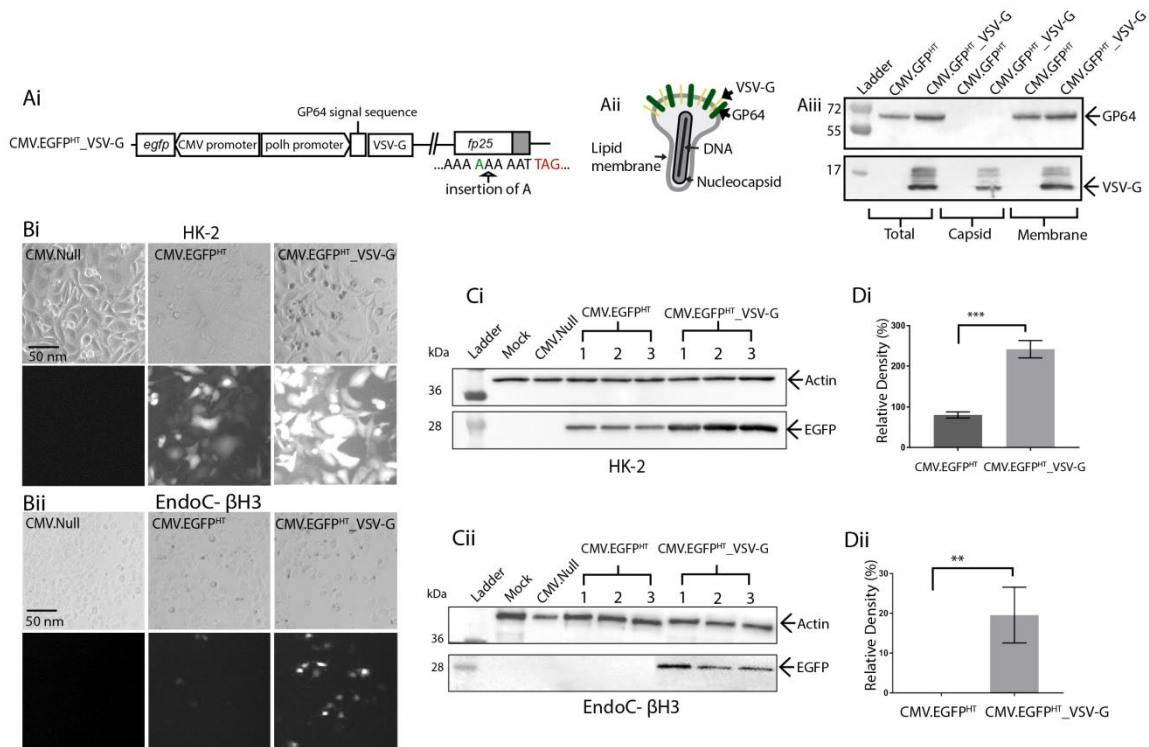 Ai
GP64 signal sequence
CMV.EGFPᴴᵀ_VSV-G
egfp
CMV promoter
polh promoter
VSV-G
fp25
...AAA AAA AAT TAG...
insertion of A
Aii
VSV-G
GP64
Lipid membrane
DNA
Nucleocapsid
Aiii
Ladder
CMV.GFPᴴᵀ
CMV.GFPᴴᵀ_VSV-G
CMV.GFPᴴᵀ
CMV.GFPᴴᵀ_VSV-G
CMV.GFPᴴᵀ
CMV.GFPᴴᵀ_VSV-G
72
55
GP64
17
VSV-G
Total
Capsid
Membrane
Bi
HK-2
CMV.Null
CMV.EGFPᴴᵀ
CMV.EGFPᴴᵀ_VSV-G
50 nm
Bii
EndoC- βH3
CMV.Null
CMV.EGFPᴴᵀ
CMV.EGFPᴴᵀ_VSV-G
50 nm
Ci
kDa
Ladder
Mock
CMV.Null
CMV.EGFPᴴᵀ
CMV.EGFPᴴᵀ_VSV-G
1 2 3 1 2 3
36
Actin
28
EGFP
HK-2
Di
Relative Density (%)
300
200
100
0
***
CMV.EGFPᴴᵀ
CMV.EGFPᴴᵀ_VSV-G
Cii
kDa
Ladder
Mock
CMV.Null
CMV.EGFPᴴᵀ
CMV.EGFPᴴᵀ_VSV-G
1 2 3 1 2 3
36
Actin
28
EGFP
EndoC- βH3
Dii
Relative Density (%)
30
20
10
0
**
CMV.EGFPᴴᵀ
CMV.EGFPᴴᵀ_VSV-G